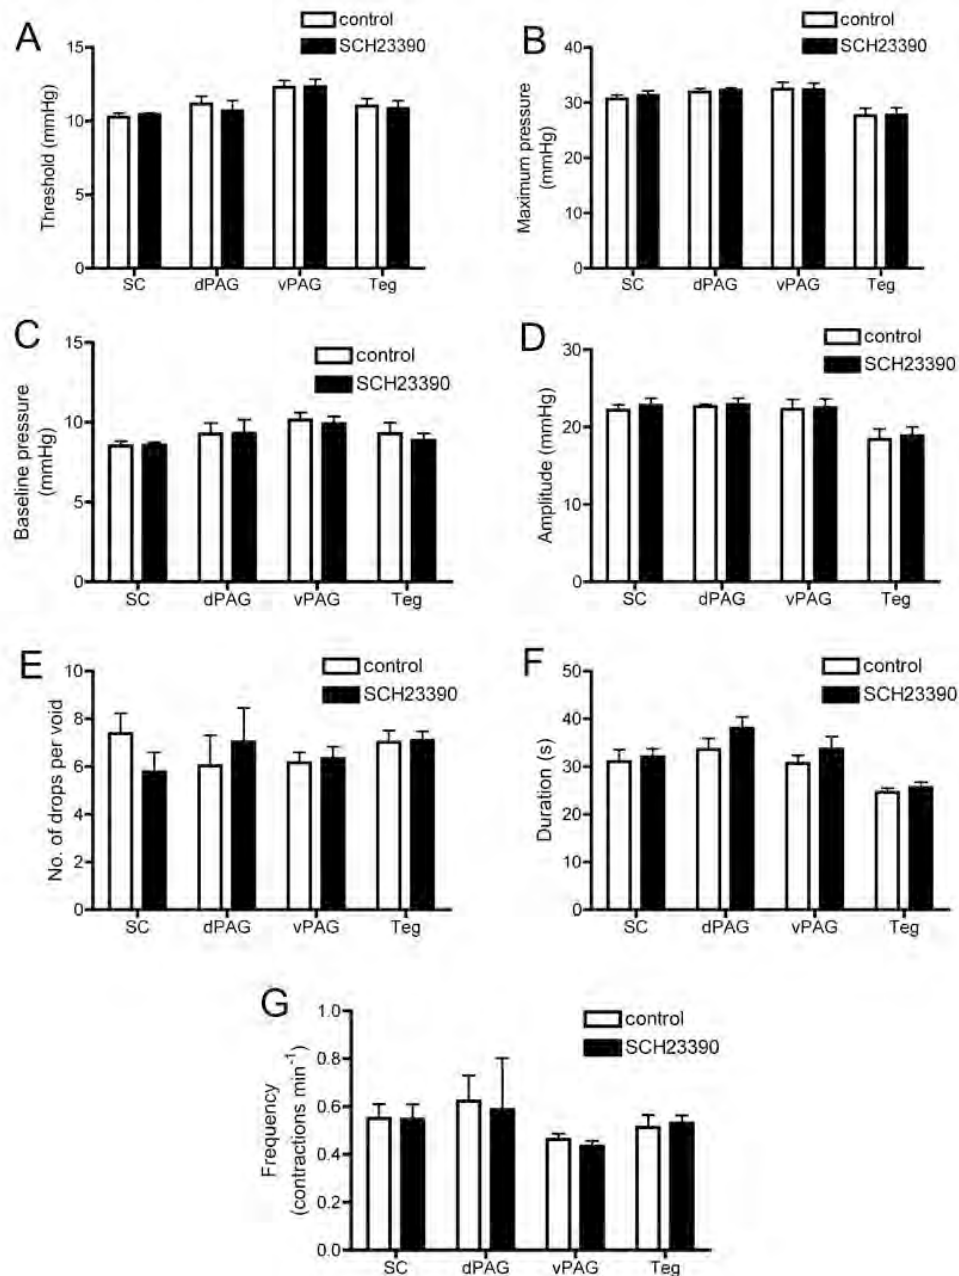 A
control
SCH23390
Threshold (mmHg)
15
10
5
0
SC dPAG vPAG Teg
B
control
SCH23390
Maximum pressure
(mmHg)
40
30
20
10
0
SC dPAG vPAG Teg
C
control
SCH23390
Baseline pressure
(mmHg)
15
10
5
0
SC dPAG vPAG Teg
D
control
SCH23390
Amplitude (mmHg)
30
20
10
0
SC dPAG vPAG Teg
E
control
SCH23390
No. of drops per void
10
8
6
4
2
0
SC dPAG vPAG Teg
F
control
SCH23390
Duration (s)
50
40
30
20
10
0
SC dPAG vPAG Teg
G
control
SCH23390
Frequency
(contractions min⁻¹)
1.0
0.8
0.6
0.4
0.2
0.0
SC dPAG vPAG Teg